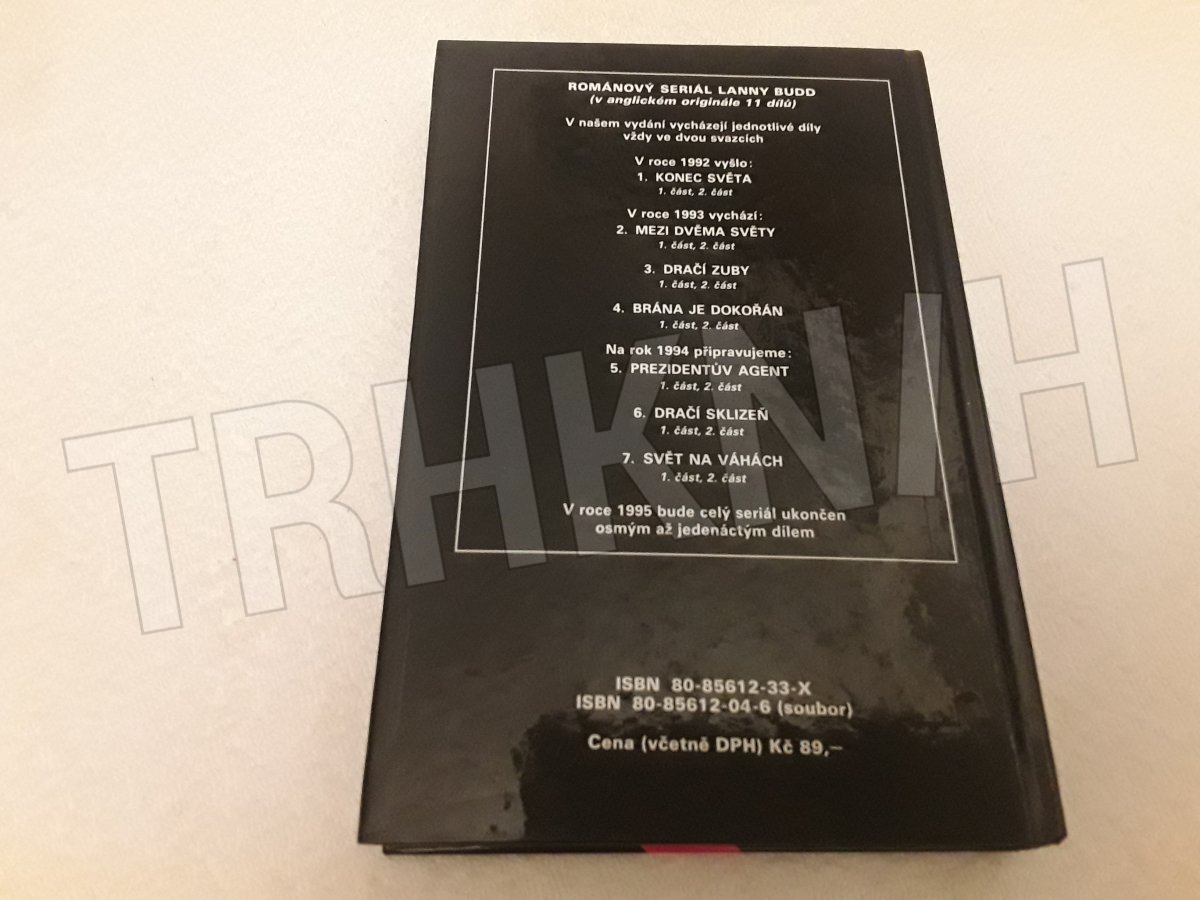 ROMÁNOVÝ SERIÁL LANNY BUDD
(v anglickém originále 11 dílů)
V našem vydání vycházejí jednotlivé díly
vždy ve dvou svazcích
V roce 1992 vyšlo:
1. KONEC SVĚTA
1. část, 2. část
V roce 1993 vychází:
2. MEZI DVĚMA SVĚTY
1. část, 2. část
3. DRAČÍ ZUBY
1. část, 2. část
4. BRÁNA JE DOKOŘÁN
1. část, 2. část
Na rok 1994 připravujeme:
5. PREZIDENTŮV AGENT
1. část, 2. část
6. DRAČÍ SKLIZEŇ
1. část, 2. část
7. SVĚT NA VÁHÁCH
1. část, 2. část
V roce 1995 bude celý seriál ukončen
osmým až jedenáctým dílem
ISBN 80-85612-33-X
ISBN 80-85612-04-6 (soubor)
Cena (včetně DPH) Kč 89,—
TRHKNIH